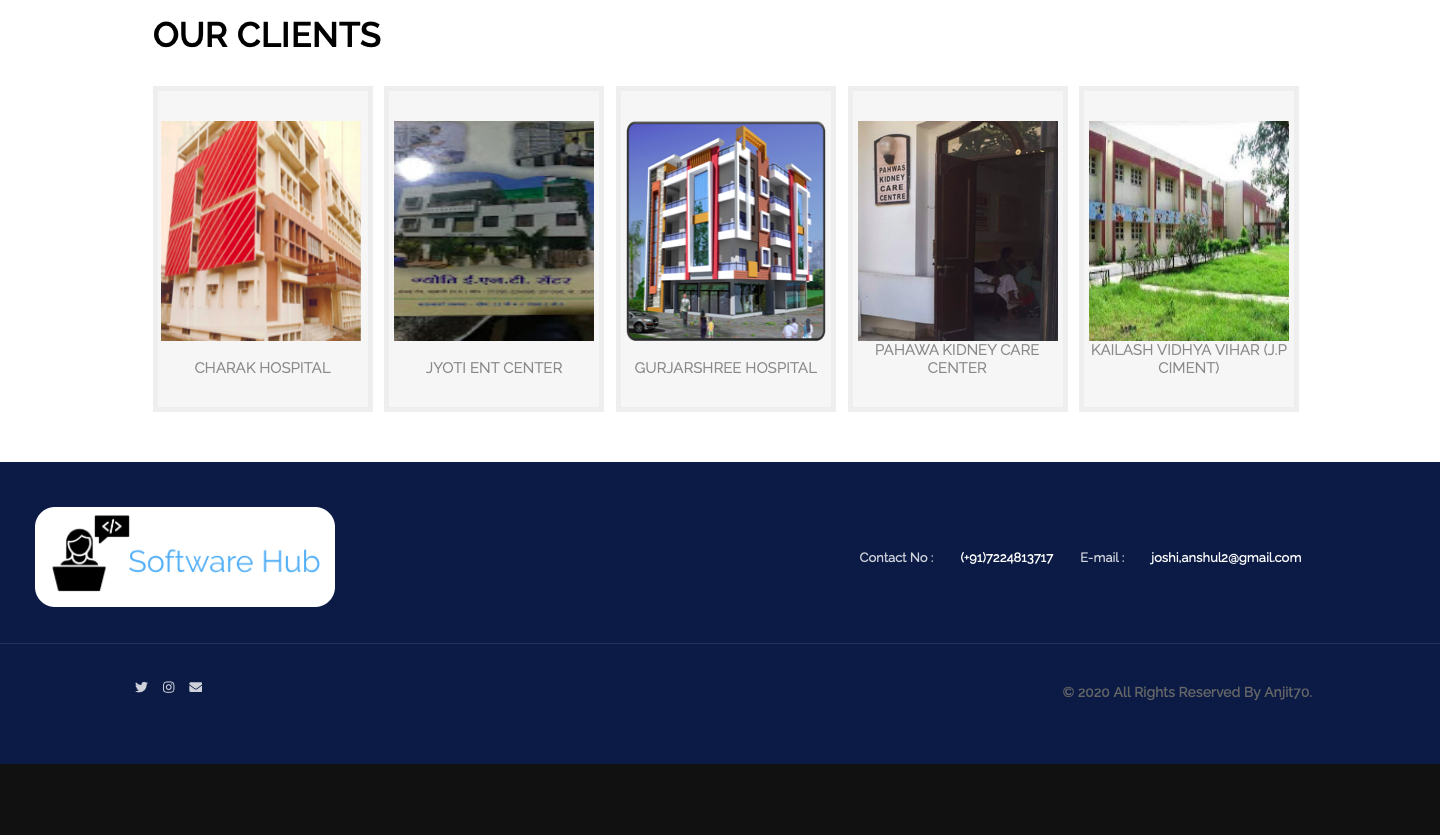 OUR CLIENTS
ज्योति ई.एन.टी. सेंटर
PAHWAS
KIDNEY
CARE
CENTRE
CHARAK HOSPITAL
JYOTI ENT CENTER
GURJARSHREE HOSPITAL
PAHAWA KIDNEY CARE
CENTER
KAILASH VIDHYA VIHAR (J.P
CIMENT)
</>
Software Hub
Contact No : (+91)7224813717 E-mail : joshi,anshul2@gmail.com
© 2020 All Rights Reserved By Anjit70.